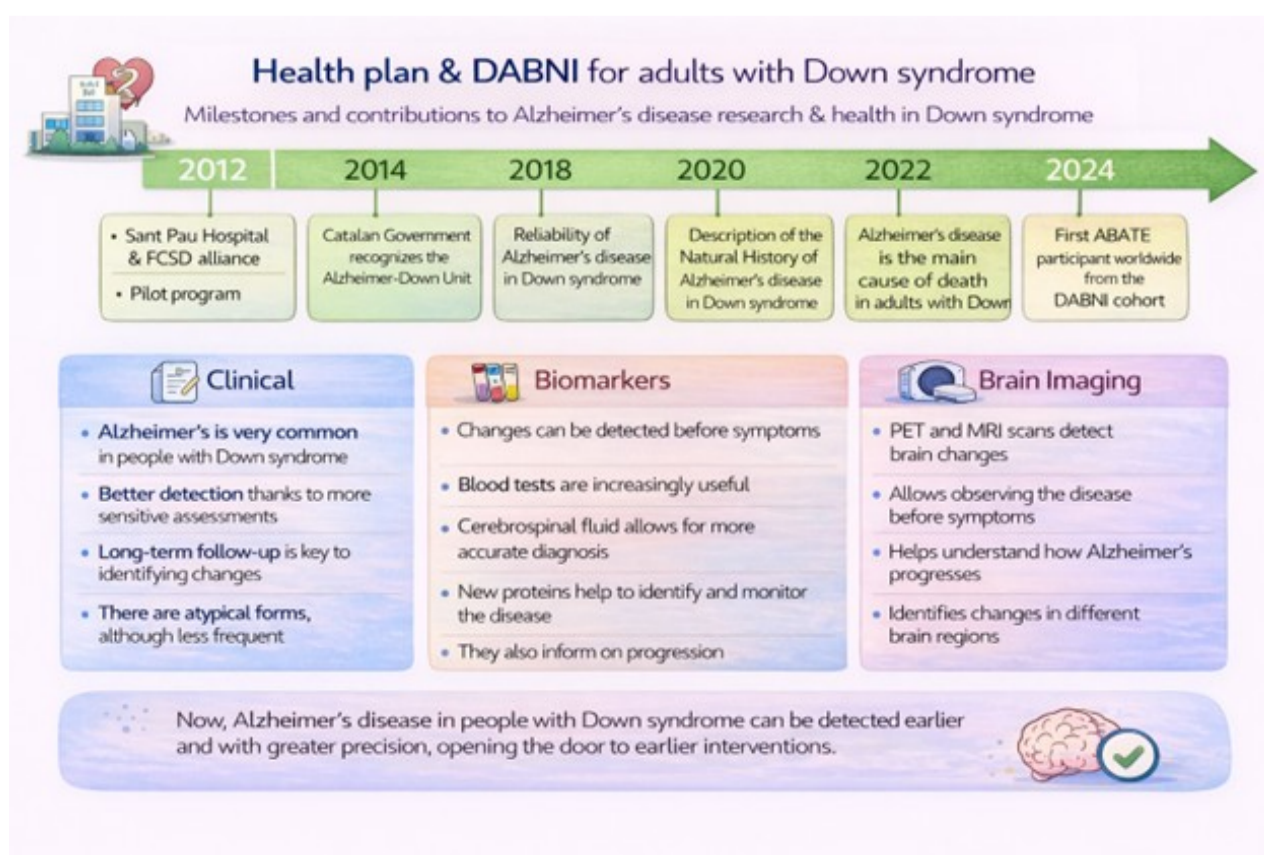 Health plan & DABNI for adults with Down syndrome
Milestones and contributions to Alzheimer's disease research & health in Down syndrome
2012
2014
2018
2020
2022
2024
• Sant Pau Hospital
& FCSD alliance
• Pilot program
Catalan Government
recognizes the
Alzheimer-Down Unit
Reliability of
Alzheimer's disease
in Down syndrome
Description of the
Natural History of
Alzheimer's disease
in Down syndrome
Alzheimer's disease
is the main
cause of death
in adults with Down
First ABATE
participant worldwide
from the
DABNI cohort
Clinical
• Alzheimer's is very common
in people with Down syndrome
• Better detection thanks to more
sensitive assessments
• Long-term follow-up is key to
identifying changes
• There are atypical forms,
although less frequent
Biomarkers
• Changes can be detected before symptoms
• Blood tests are increasingly useful
• Cerebrospinal fluid allows for more
accurate diagnosis
• New proteins help to identify and monitor
the disease
• They also inform on progression
Brain Imaging
• PET and MRI scans detect
brain changes
• Allows observing the disease
before symptoms
• Helps understand how Alzheimer's
progresses
• Identifies changes in different
brain regions
Now, Alzheimer's disease in people with Down syndrome can be detected earlier
and with greater precision, opening the door to earlier interventions.